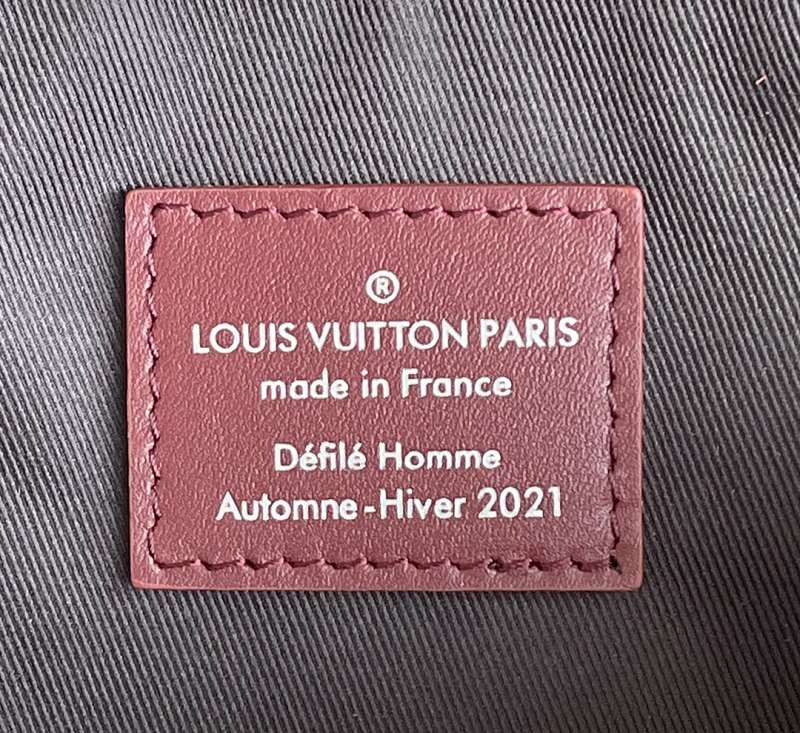 ®
LOUIS VUITTON PARIS
made in France
Défilé Homme
Automne-Hiver 2021